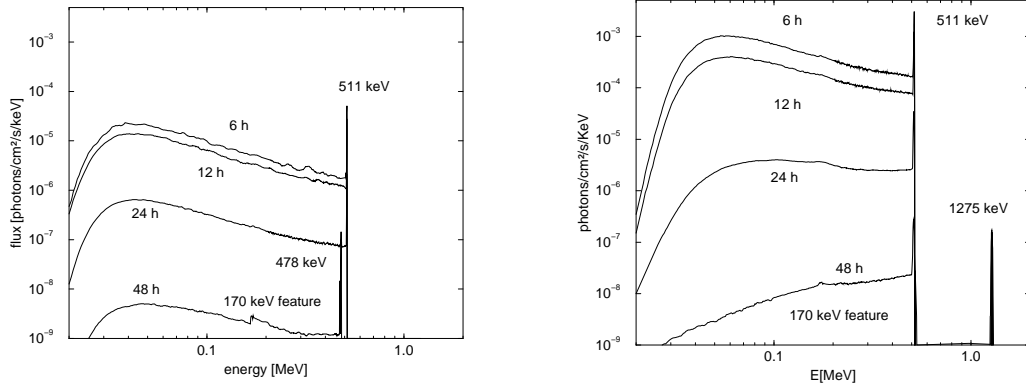 10⁻³
10⁻⁴
10⁻⁵
10⁻⁶
10⁻⁷
10⁻⁸
10⁻⁹
flux [photons/cm²/s/keV]
511 keV
6 h
12 h
24 h
478 keV
48 h
170 keV feature
0.1
1.0
energy [MeV]
10⁻³
10⁻⁴
10⁻⁵
10⁻⁶
10⁻⁷
10⁻⁸
10⁻⁹
photons/cm²/s/KeV]
6 h
511 keV
12 h
24 h
1275 keV
48 h
170 keV feature
0.1
1.0
E[MeV]